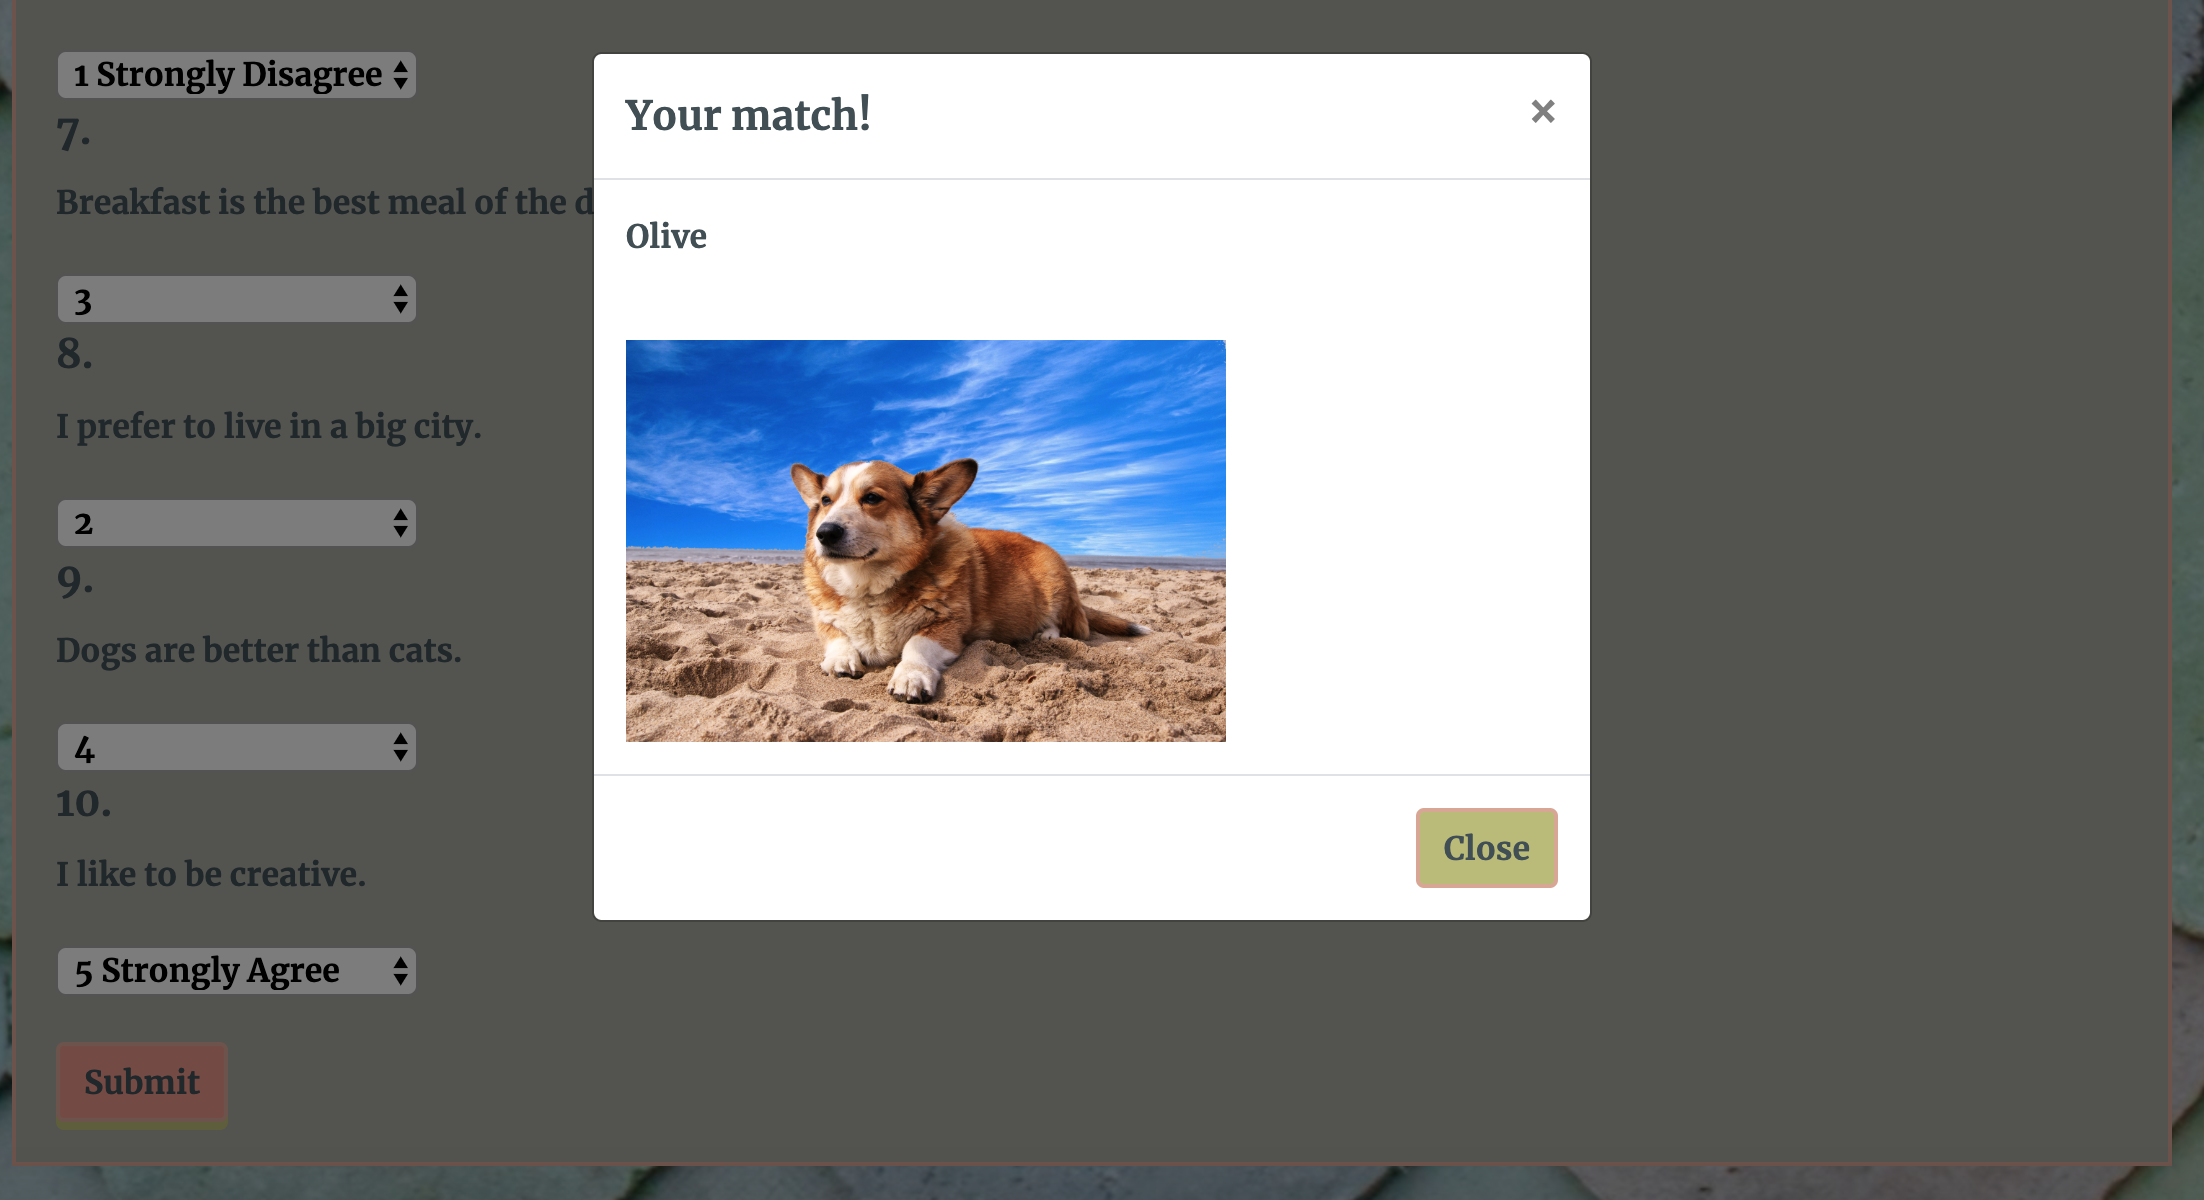 1 Strongly Disagree
7.
Breakfast is the best meal of the
3
8.
I prefer to live in a big city.
2
9.
Dogs are better than cats.
4
10.
I like to be creative.
5 Strongly Agree
Submit
Your match!
×
Olive
Close